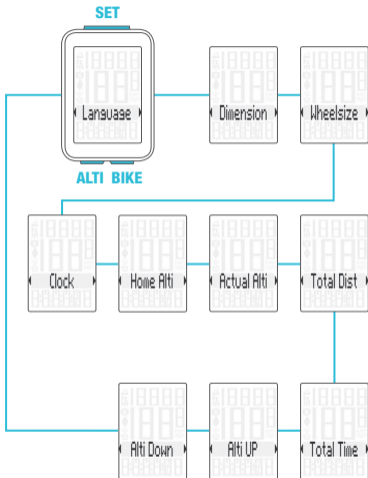 SET
Language
Dimension
Wheelsize
ALTI BIKE
Clock
Home Alti
Actual Alti
Total Dist
Alti Down
Alti UP
Total Time